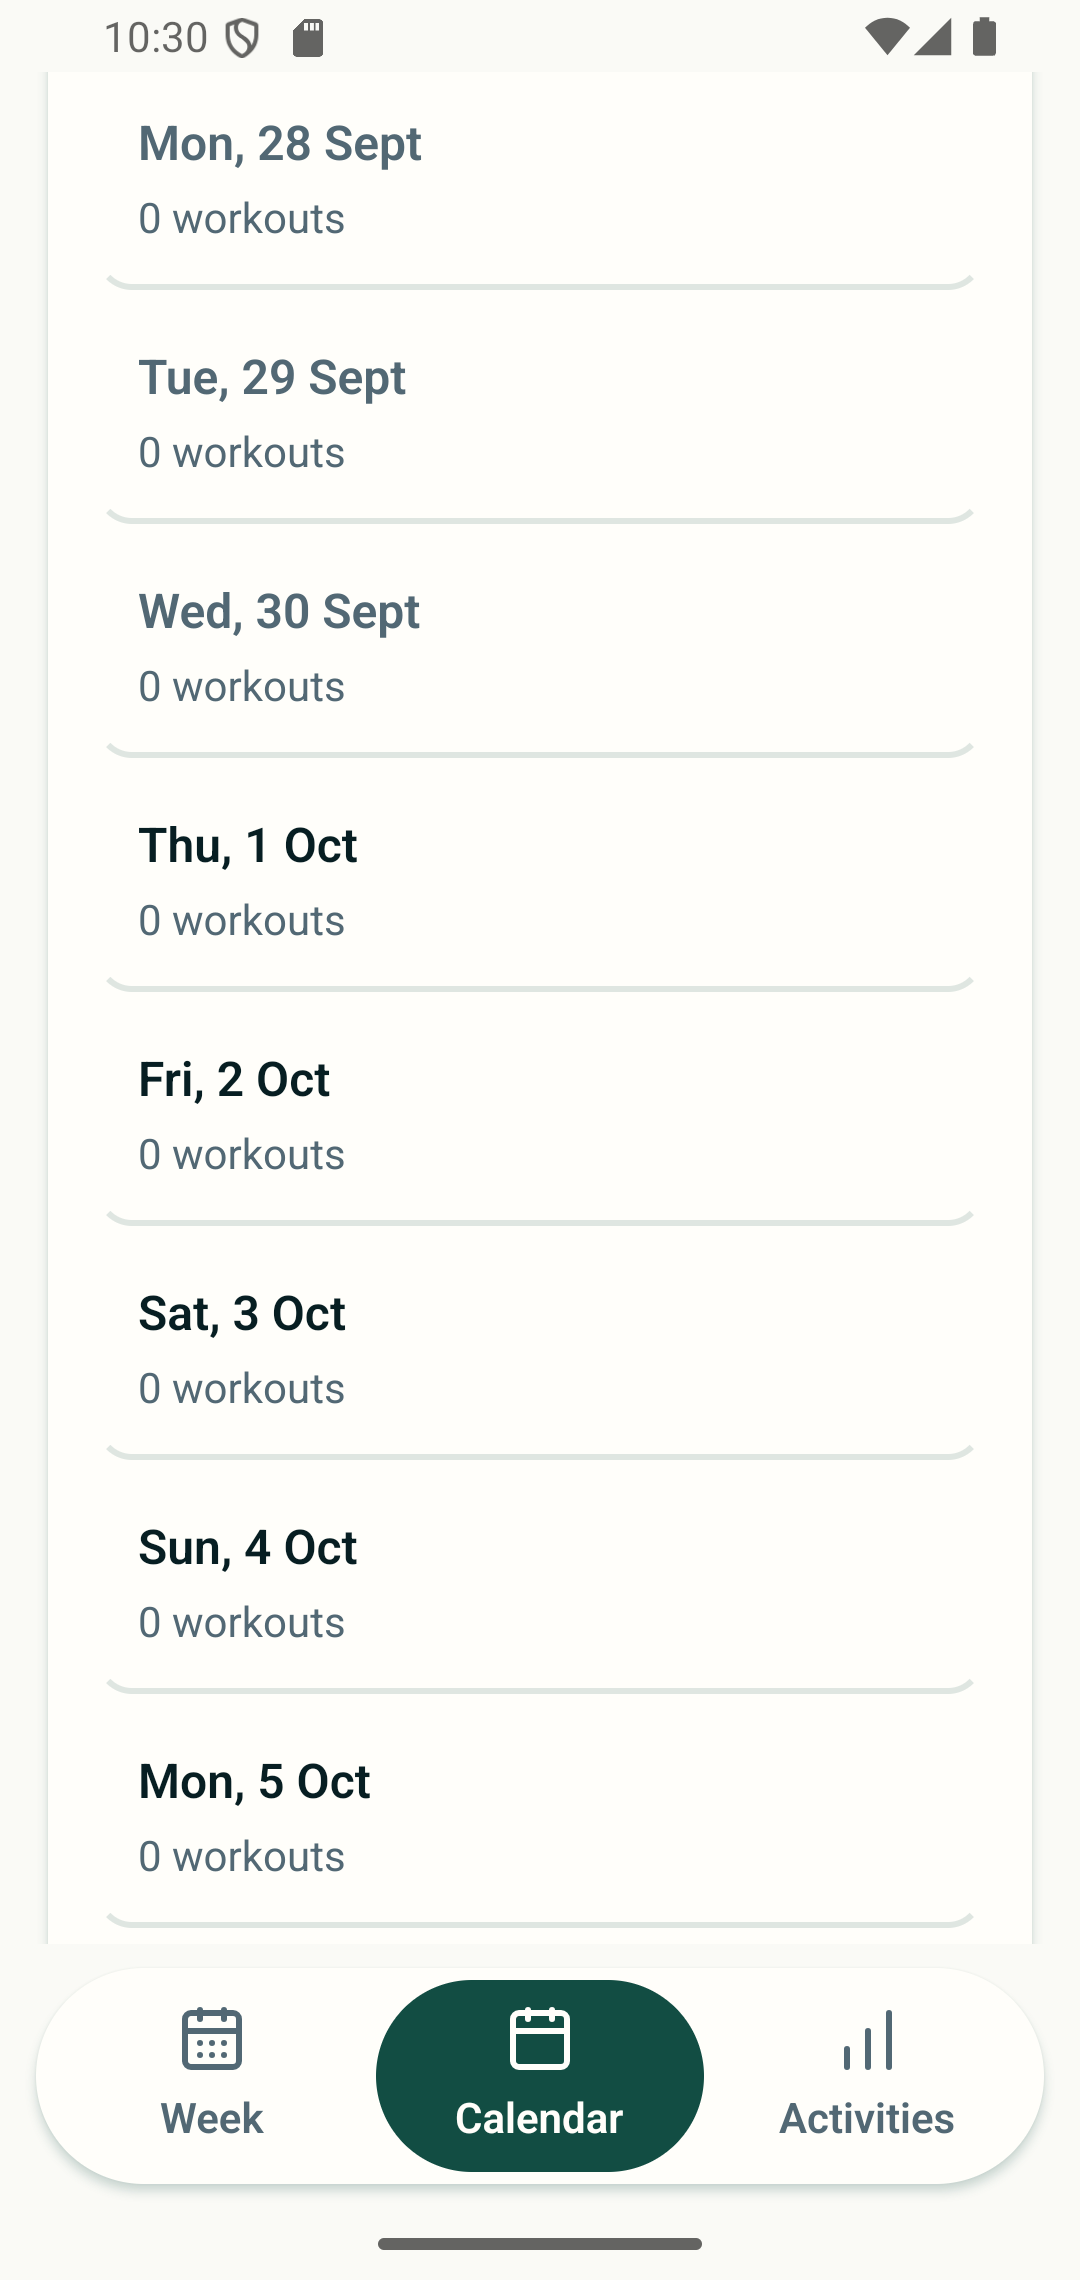 10:30
Mon, 28 Sept
0 workouts
Tue, 29 Sept
0 workouts
Wed, 30 Sept
0 workouts
Thu, 1 Oct
0 workouts
Fri, 2 Oct
0 workouts
Sat, 3 Oct
0 workouts
Sun, 4 Oct
0 workouts
Mon, 5 Oct
0 workouts
Week
Calendar
Activities